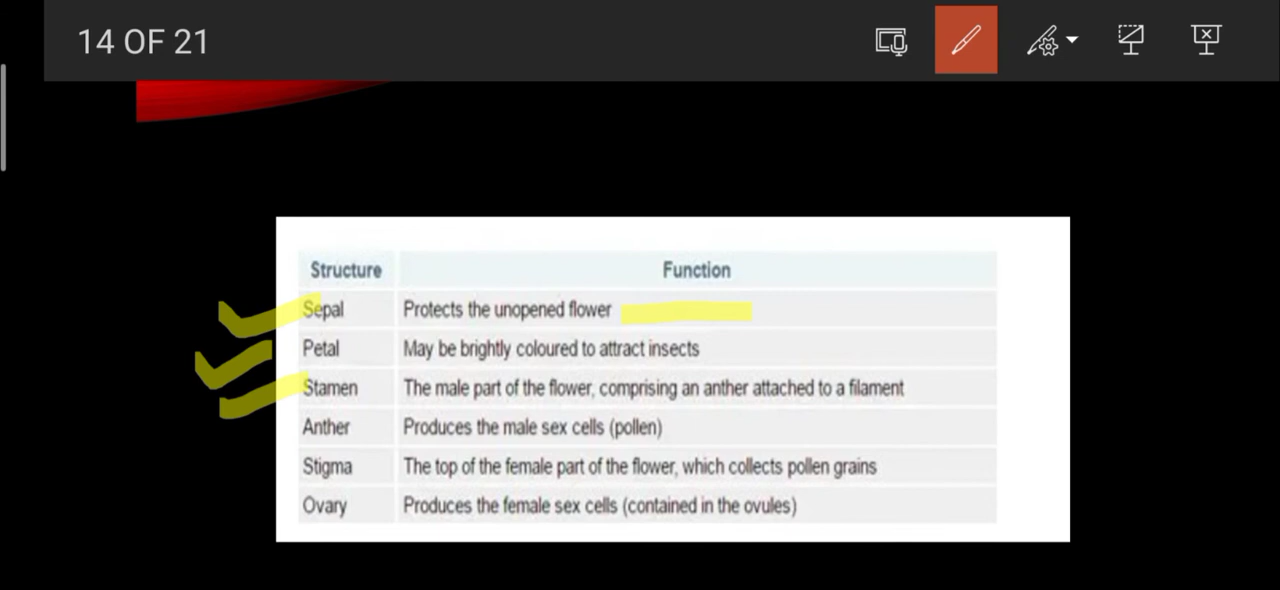 14 OF 21
Structure Function
Sepal Protects the unopened flower
Petal May be brightly coloured to attract insects
Stamen The male part of the flower, comprising an anther attached to a filament
Anther Produces the male sex cells (pollen)
Stigma The top of the female part of the flower, which collects pollen grains
Ovary Produces the female sex cells (contained in the ovules)